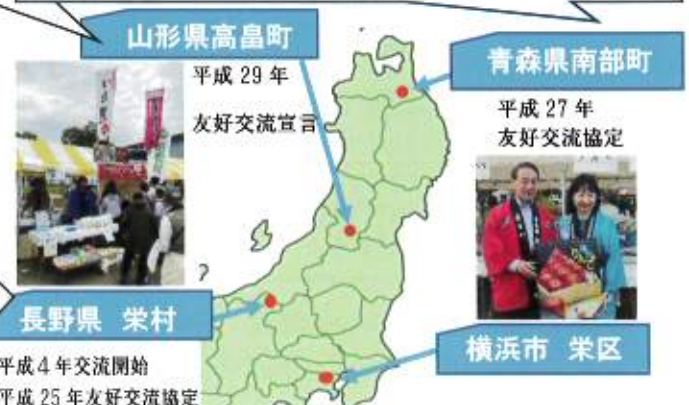 山形県高畠町
平成 29 年
友好交流宣言
青森県南部町
平成 27 年
友好交流協定
長野県 栄村
平成4年交流開始
平成 25 年友好交流協定
横浜市 栄区